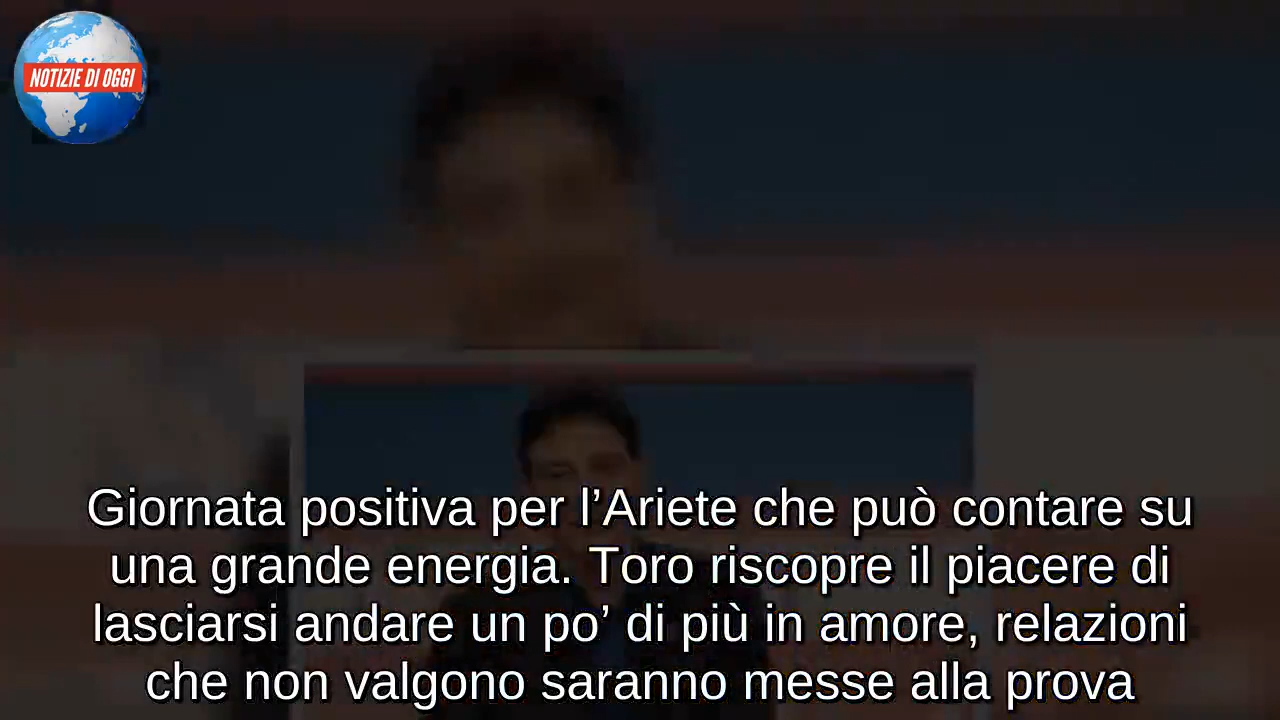 NOTIZIE DI OGGI
Giornata positiva per l’Ariete che può contare su
una grande energia. Toro riscopre il piacere di
lasciarsi andare un po’ di più in amore, relazioni
che non valgono saranno messe alla prova